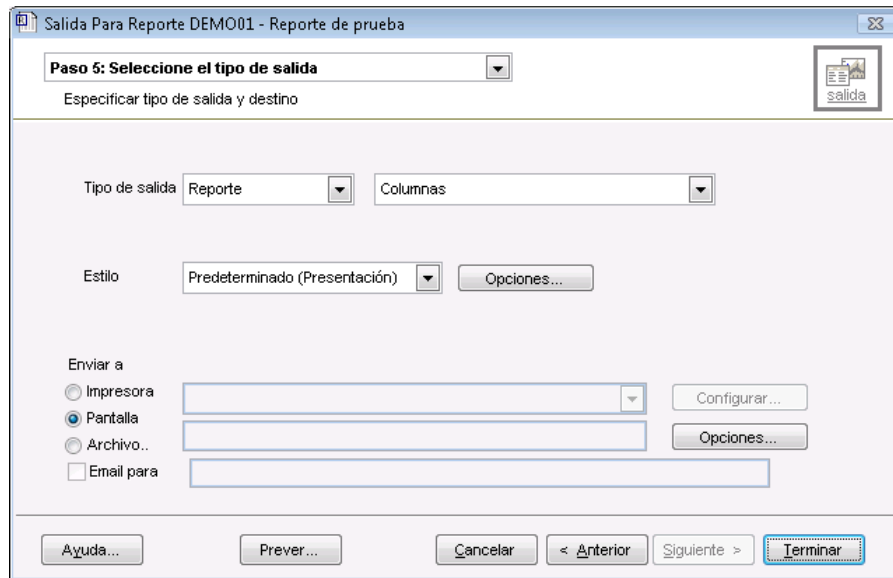 Salida Para Reporte DEMO01 - Reporte de prueba
Paso 5: Seleccione el tipo de salida
Especificar tipo de salida y destino
salida
Tipo de salida Reporte Columnas
Estilo Predeterminado (Presentación) Opciones...
Enviar a
Impresora Configurar...
Pantalla
Archivo.. Opciones...
Email para
Ayuda... Prever... Cancelar < Anterior Siguiente > Terminar